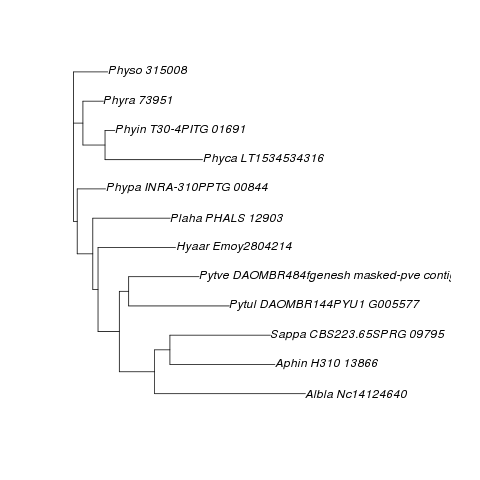 Physo 315008
Phyra 73951
Phyin T30-4PITG 01691
Phyca LT1534534316
Phypa INRA-310PPTG 00844
Plaha PHALS 12903
Hyaar Emoy2804214
Pytve DAOMBR484fgenesh masked-pve
Pytul DAOMBR144PYU1 G005577
Sappa CBS223.65SPRG 09795
Aphin H310 13866
Albla Nc14124640